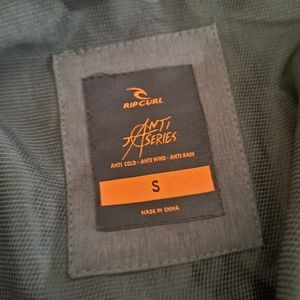 RIP CURL
ANTI
SERIES
ANTI COLD - ANTI WIND - ANTI RAIN
S
MADE IN CHINA